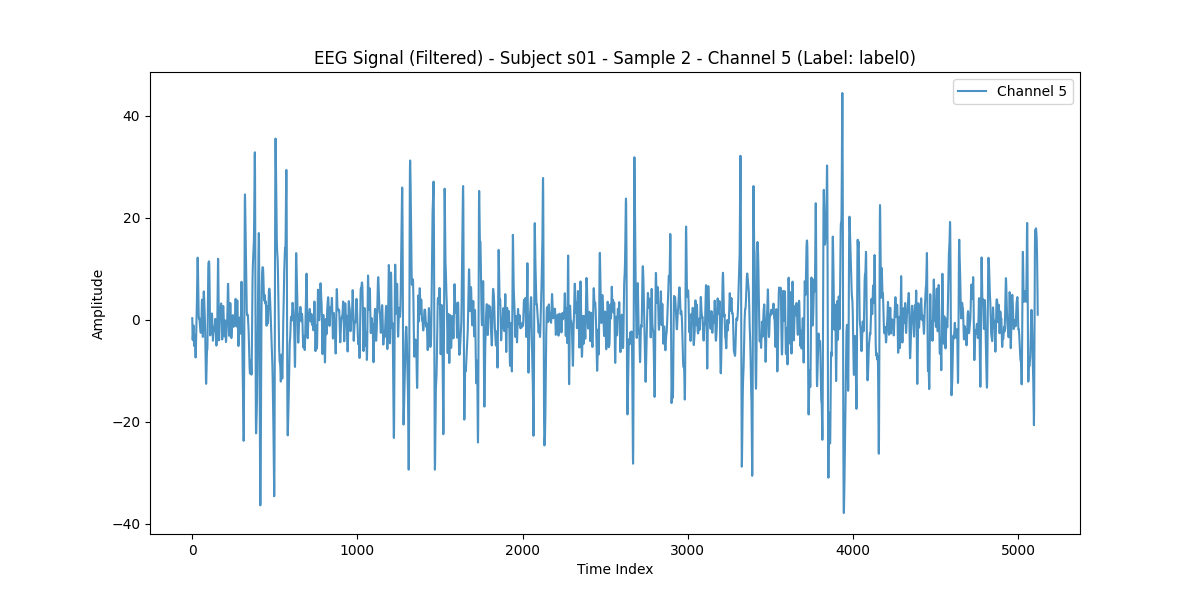 EEG Signal (Filtered) - Subject s01 - Sample 2 - Channel 5 (Label: label0)
Channel 5
40
20
0
−20
−40
Amplitude
0 1000 2000 3000 4000 5000
Time Index